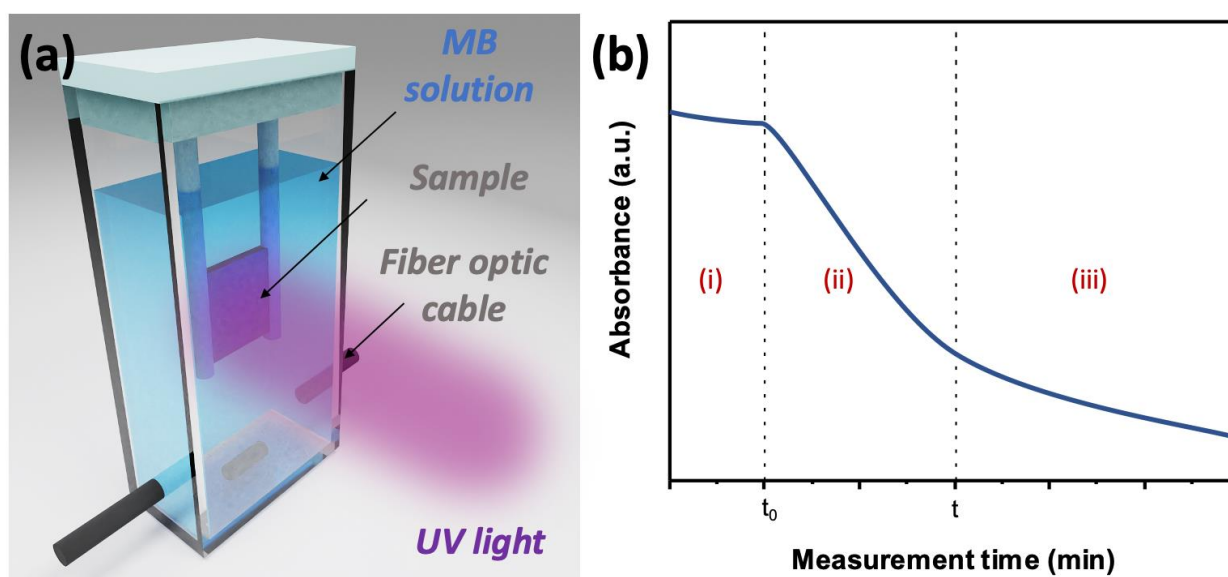 (a)
MB
solution
Sample
Fiber optic
cable
UV light
(b)
Absorbance (a.u.)
(i)
(ii)
(iii)
t₀
t
Measurement time (min)